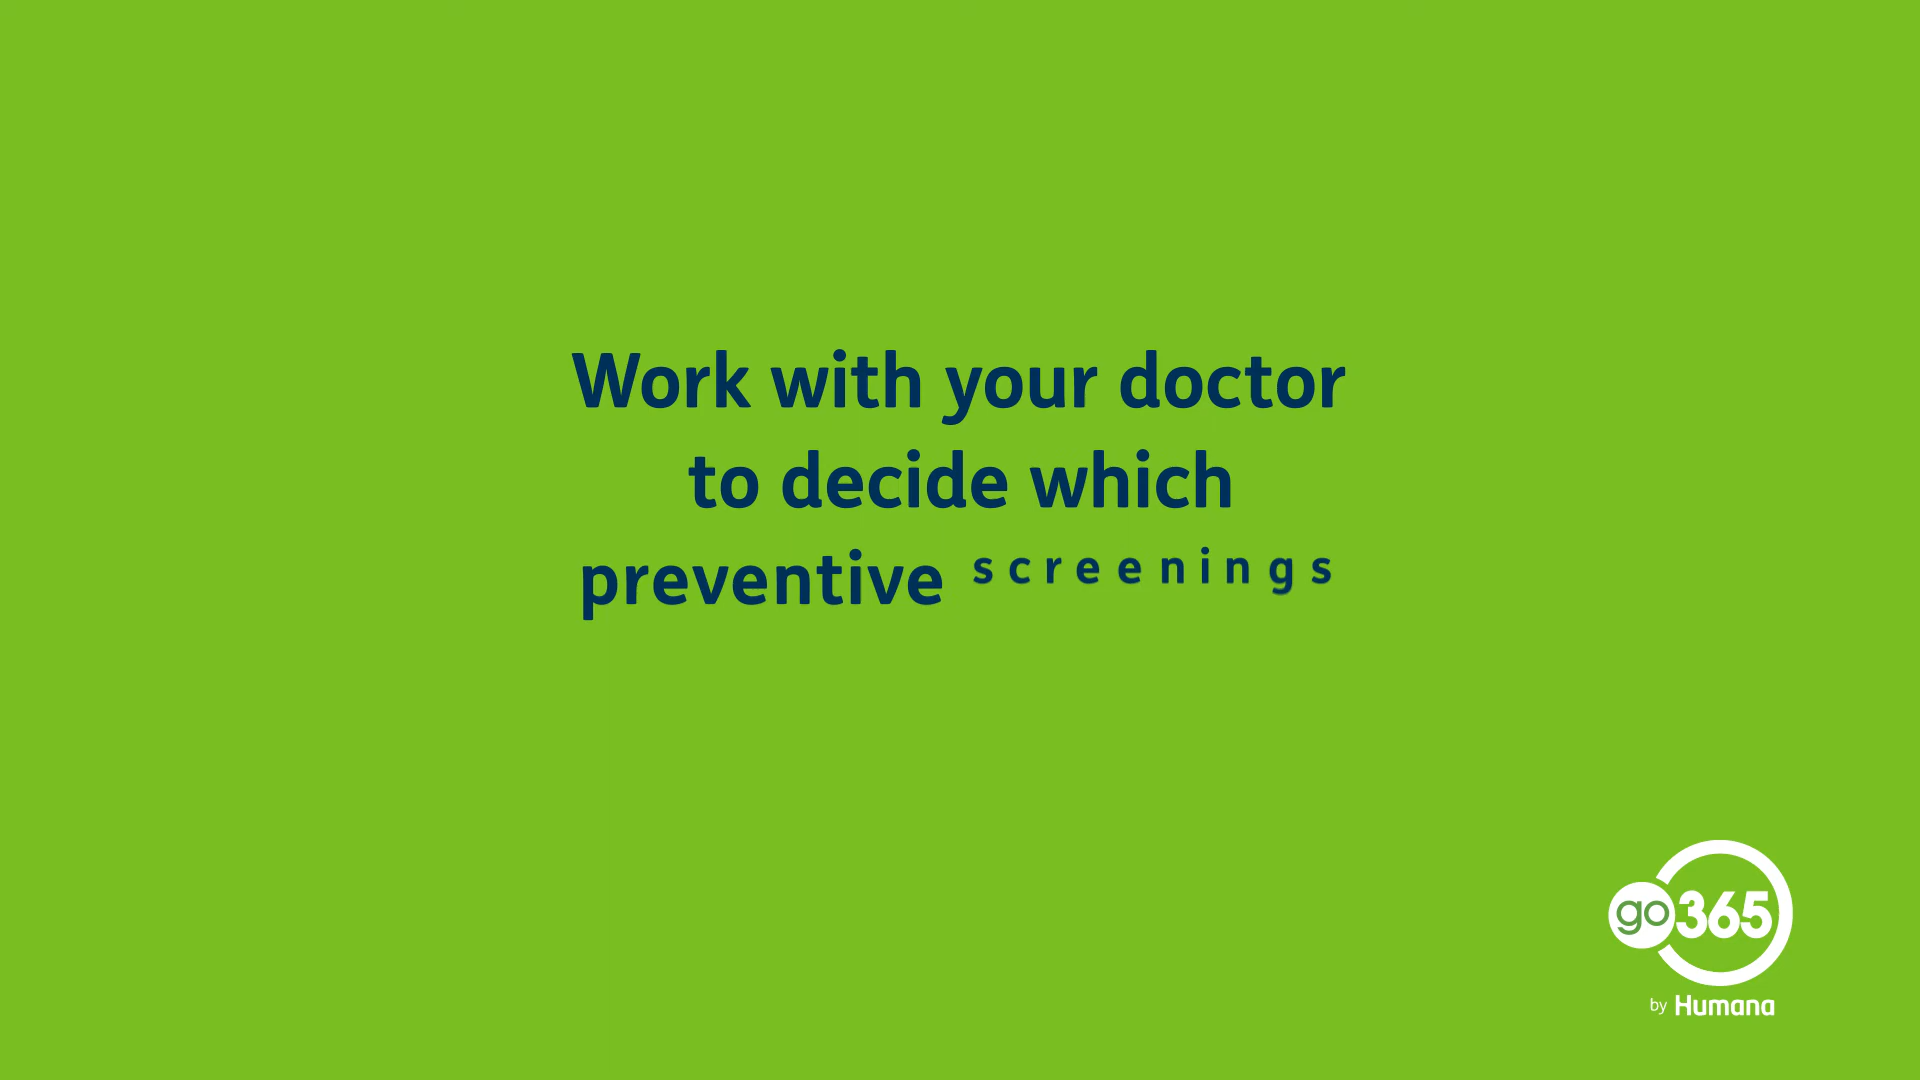 Work with your doctor
to decide which
preventive screenings
go365
by Humana